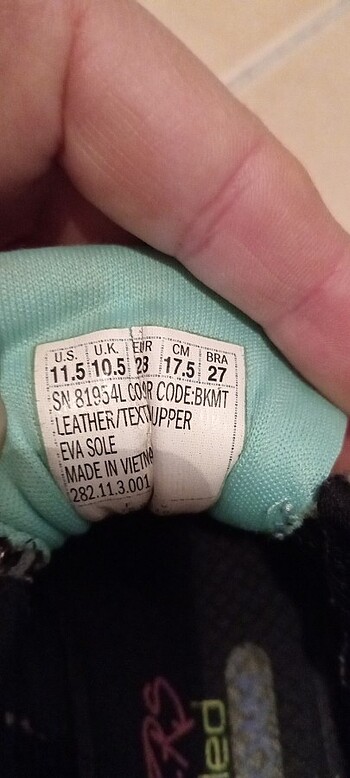 U.S. U.K. EUR CM BRA
11.5 10.5 28 17.5 27
SN 81954L COLOR CODE:BKMT
LEATHER/TEXT UPPER
EVA SOLE
MADE IN VIETNA
282.11.3.001